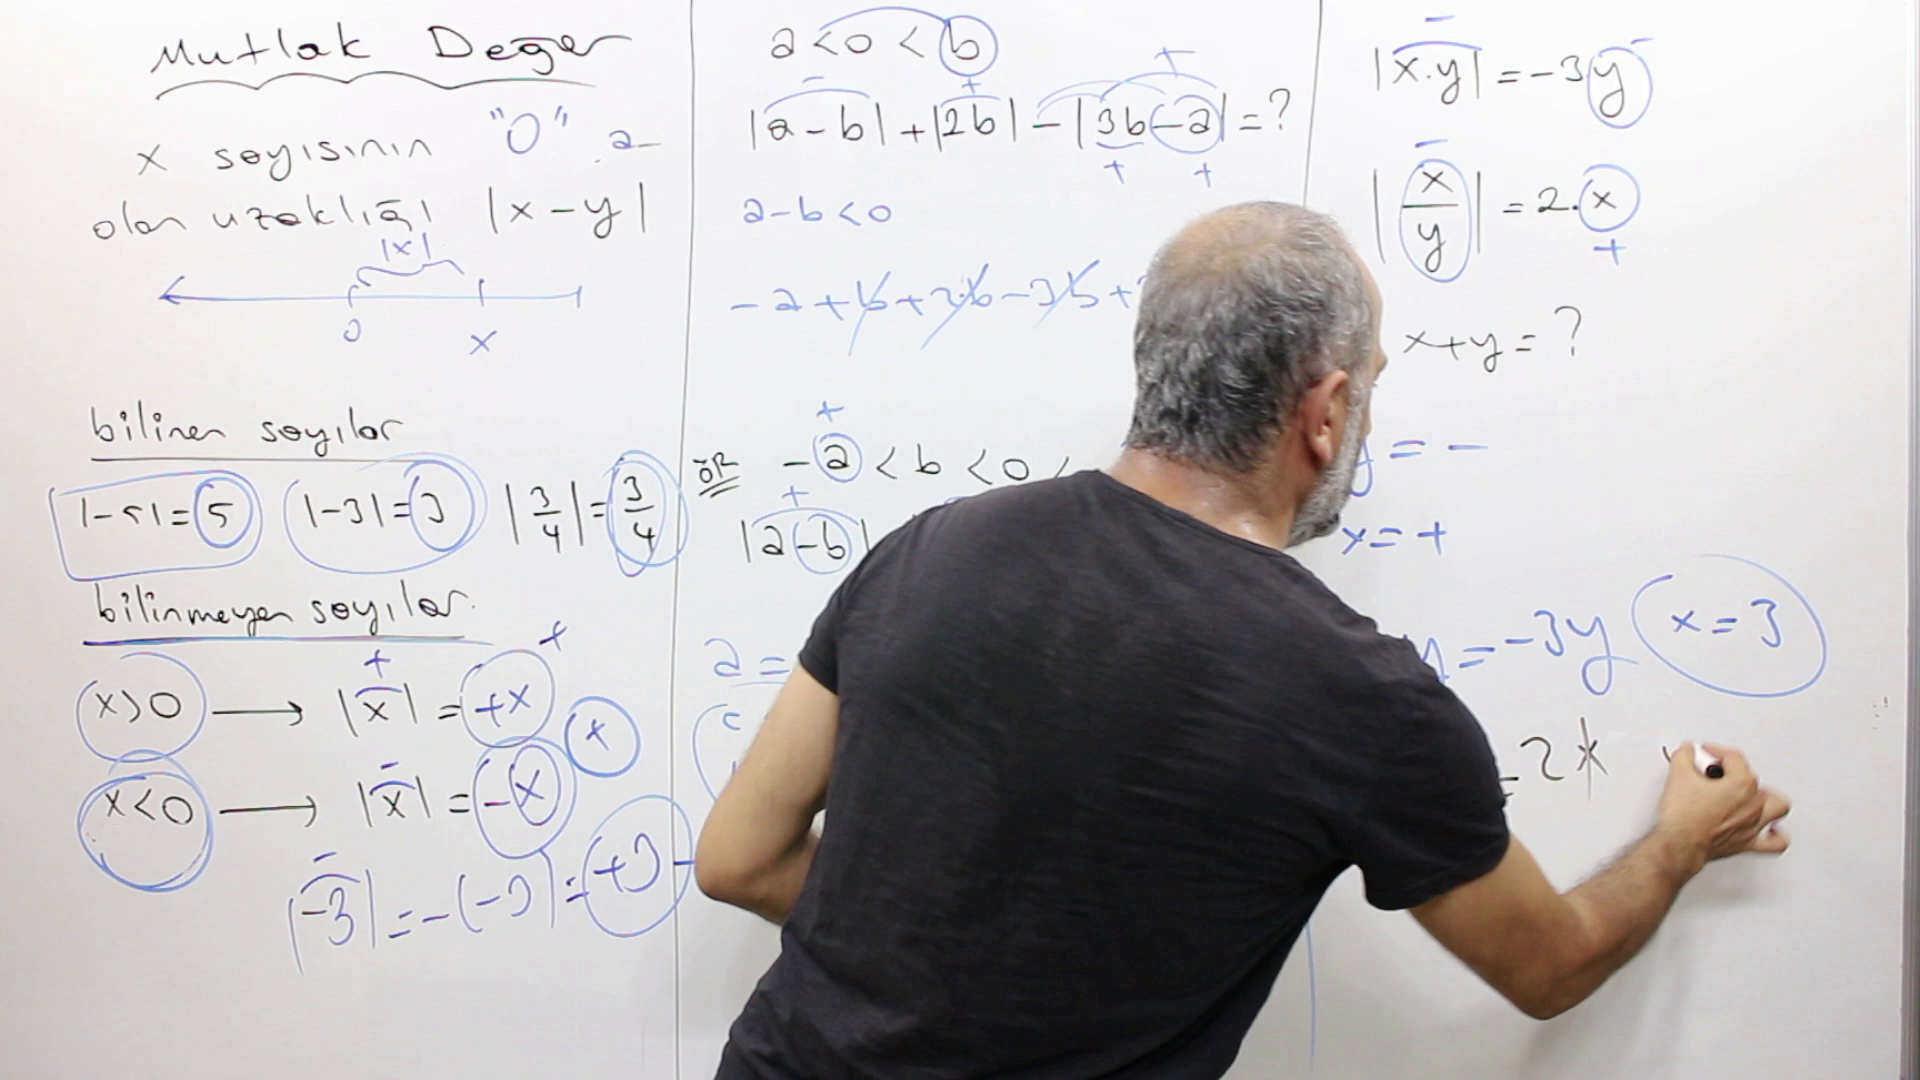 Mutlak Değer
x sayısının "0" a
olan uzaklığı |x-y|
|x|
0 x
bilinen sayılar
|-5|=5 |-3|=3 |3/4|=3/4
bilinmeyen sayılar.
+
x>0 → |x| = +x +
x<0 → |x| = -x +
-
|-3| = -(-3) = +3
a<0<b
- + +
|a-b|+|2b|-|3b-a|=?
+ +
a-b<0
-a+b+2b-3b+
+
ÖR -a<b<0
+
|a-b|
a=
-
|x.y|=-3y -
-
|x/y|=2.x
+
x+y=?
y = -
x = +
y=-3y x=3
=2x